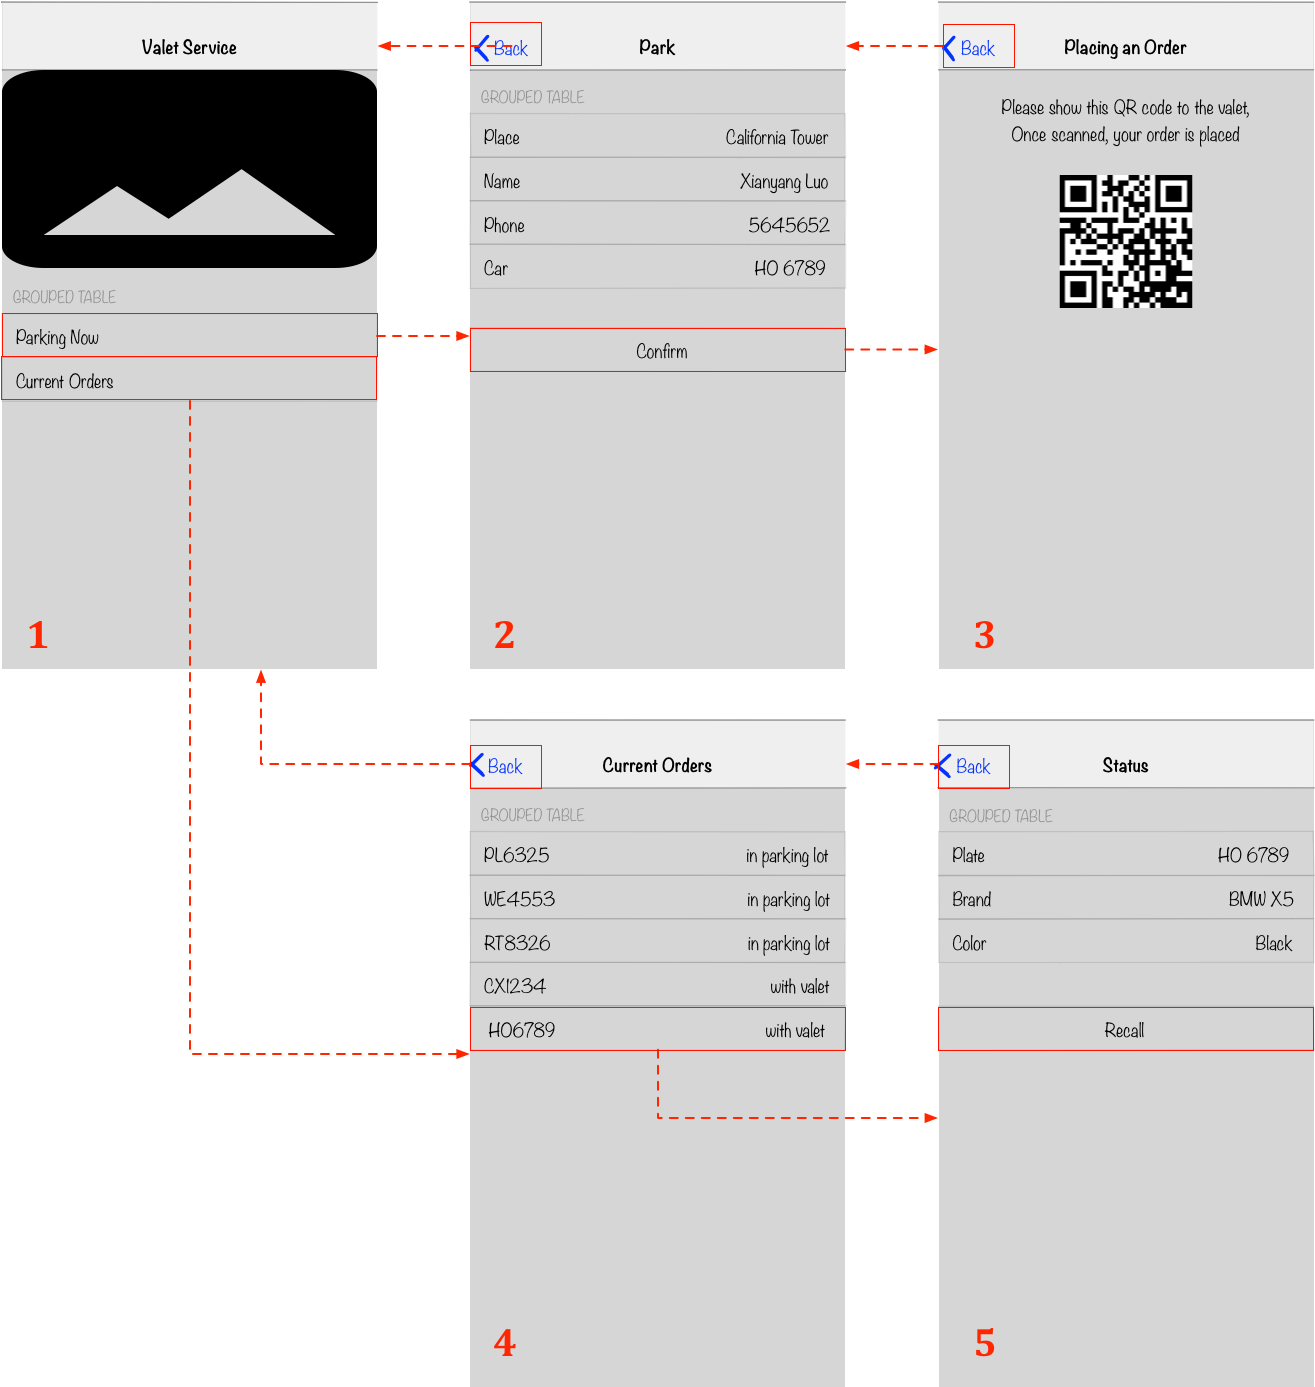 Valet Service
GROUPED TABLE
Parking Now
Current Orders
1
Back
Park
GROUPED TABLE
Place California Tower
Name Xianyang Luo
Phone 5645652
Car HO 6789
Confirm
2
Back
Placing an Order
Please show this QR code to the valet,
Once scanned, your order is placed
3
Back
Current Orders
GROUPED TABLE
PL6325 in parking lot
WE4553 in parking lot
RT8326 in parking lot
CX1234 with valet
HO6789 with valet
4
Back
Status
GROUPED TABLE
Plate HO 6789
Brand BMW X5
Color Black
Recall
5